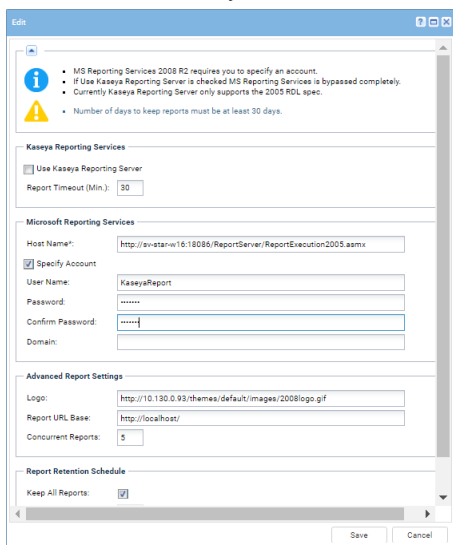 Edit
MS Reporting Services 2008 R2 requires you to specify an account.
If Use Kaseya Reporting Server is checked MS Reporting Services is bypassed completely.
Currently Kaseya Reporting Server only supports the 2005 RDL spec.
Number of days to keep reports must be at least 30 days.
Kaseya Reporting Services
Use Kaseya Reporting Server
Report Timeout (Min.): 30
Microsoft Reporting Services
Host Name*: http://sv-star-w16:18086/ReportServer/ReportExecution2005.asmx
Specify Account
User Name: KaseyaReport
Password: •••••••
Confirm Password: •••••••
Domain:
Advanced Report Settings
Logo: http://10.130.0.93/themes/default/images/2008logo.gif
Report URL Base: http://localhost/
Concurrent Reports: 5
Report Retention Schedule
Keep All Reports:
Save Cancel